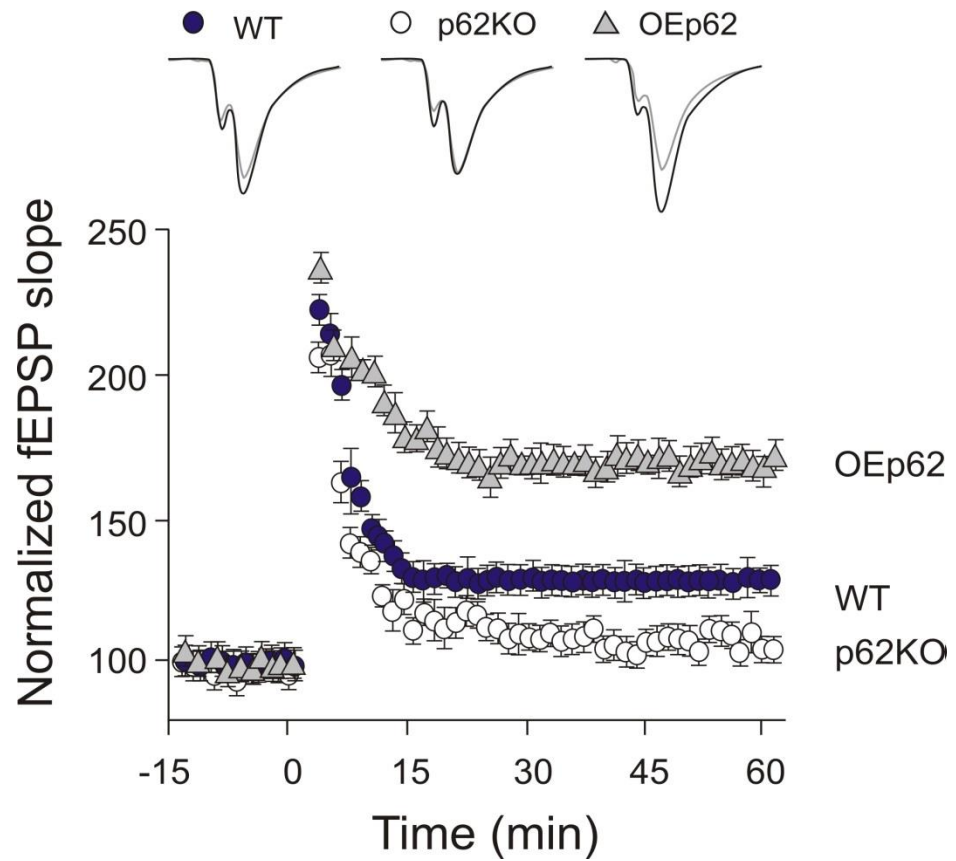 WT p62KO OEp62
Normalized fEPSP slope
250
200
150
100
OEp62
WT
p62KO
-15 0 15 30 45 60
Time (min)